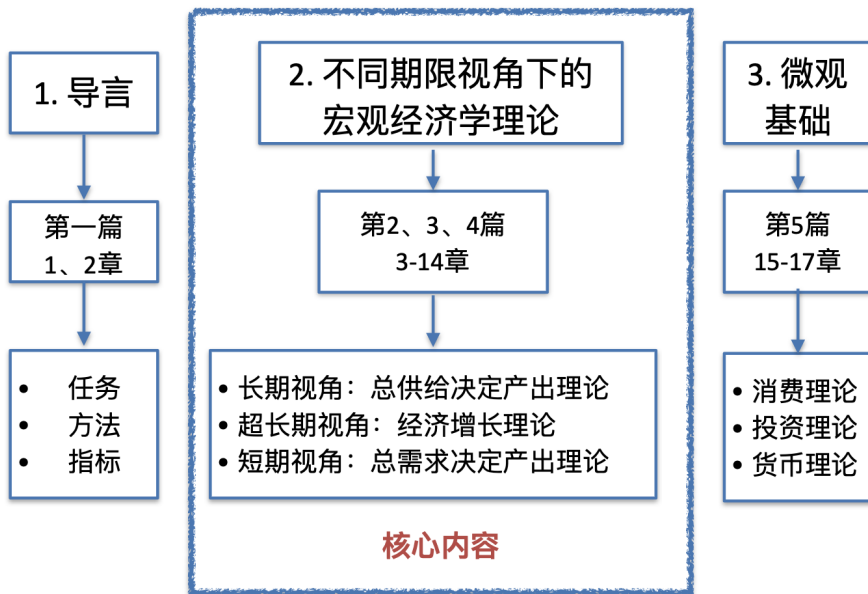 1. 导言
第一篇
1、2章
• 任务
• 方法
• 指标
2. 不同期限视角下的
宏观经济学理论
第2、3、4篇
3-14章
• 长期视角：总供给决定产出理论
• 超长期视角：经济增长理论
• 短期视角：总需求决定产出理论
核心内容
3. 微观
基础
第5篇
15-17章
• 消费理论
• 投资理论
• 货币理论